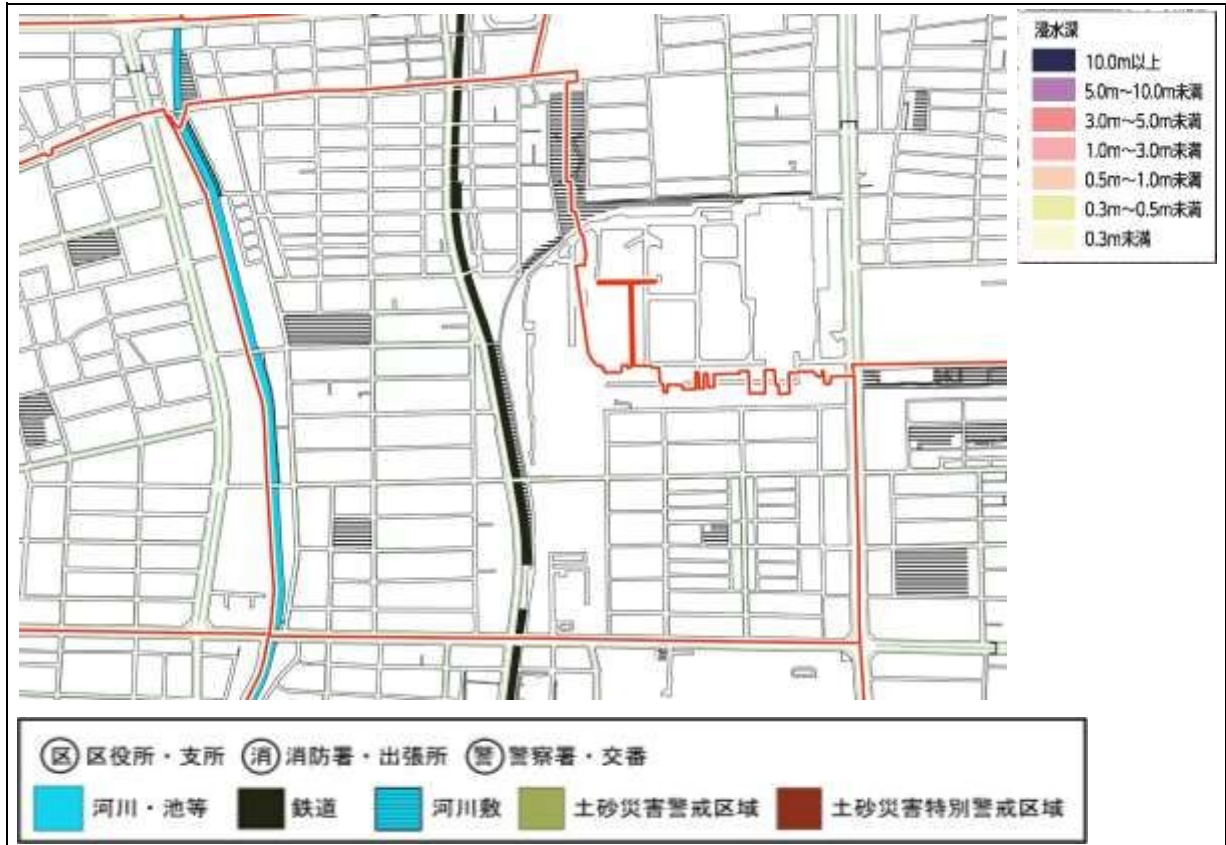 浸水深
10.0m以上
5.0m～10.0m未満
3.0m～5.0m未満
1.0m～3.0m未満
0.5m～1.0m未満
0.3m～0.5m未満
0.3m未満
区 区役所・支所 消 消防署・出張所 警 警察署・交番
河川・池等 鉄道 河川敷 土砂災害警戒区域 土砂災害特別警戒区域